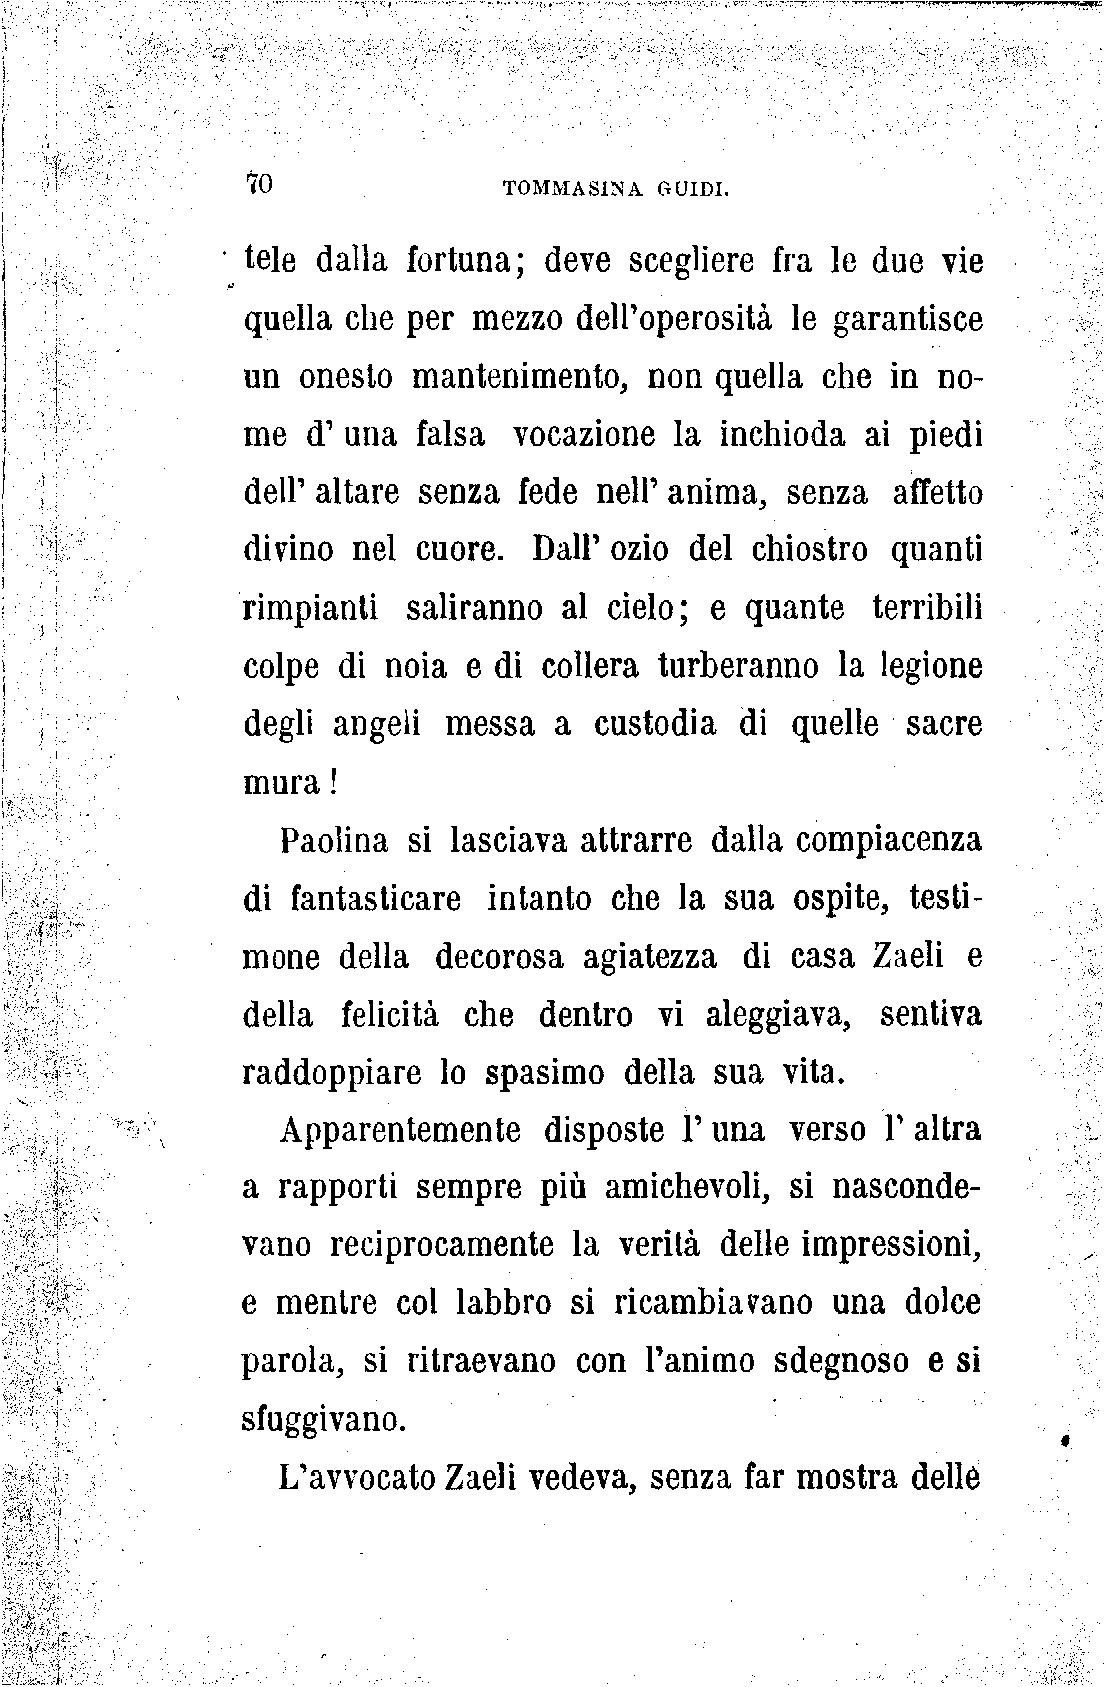 70 TOMMASINA GUIDI.
tele dalla fortuna; deve scegliere fra le due vie
quella che per mezzo dell'operosità le garantisce
un onesto mantenimento, non quella che in no-
me d' una falsa vocazione la inchioda ai piedi
dell' altare senza fede nell' anima, senza affetto
divino nel cuore. Dall' ozio del chiostro quanti
rimpianti saliranno al cielo; e quante terribili
colpe di noia e di collera turberanno la legione
degli angeli messa a custodia di quelle sacre
mura!
Paolina si lasciava attrarre dalla compiacenza
di fantasticare intanto che la sua ospite, testi-
mone della decorosa agiatezza di casa Zaeli e
della felicità che dentro vi aleggiava, sentiva
raddoppiare lo spasimo della sua vita.
Apparentemente disposte l' una verso l' altra
a rapporti sempre più amichevoli, si nasconde-
vano reciprocamente la verità delle impressioni,
e mentre col labbro si ricambiavano una dolce
parola, si ritraevano con l'animo sdegnoso e si
sfuggivano.
L'avvocato Zaeli vedeva, senza far mostra delle